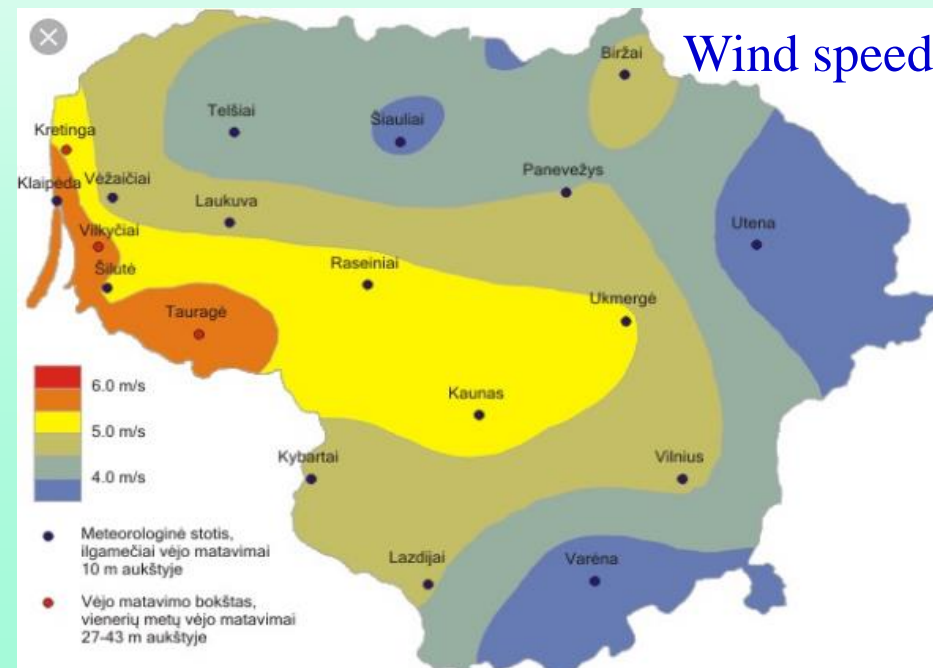 Wind speed
Biržai
Telšiai
Šiauliai
Kretinga
Panevežys
Klaipėda
Vėžaičiai
Laukuva
Utena
Vilkyčiai
Raseiniai
Šilutė
Ukmergė
Tauragė
6.0 m/s
Kaunas
5.0 m/s
Kybartai
Vilnius
4.0 m/s
Meteorologinė stotis,
ilgamečiai vėjo matavimai
10 m aukštyje
Lazdijai
Varėna
Vėjo matavimo bokštas,
vienerių metų vėjo matavimai
27-43 m aukštyje